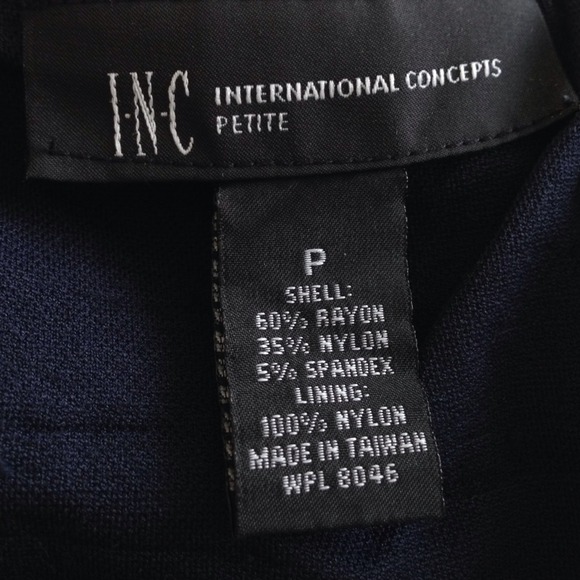 I·N·C INTERNATIONAL CONCEPTS
PETITE
P
SHELL:
60% RAYON
35% NYLON
5% SPANDEX
LINING:
100% NYLON
MADE IN TAIWAN
WPL 8046